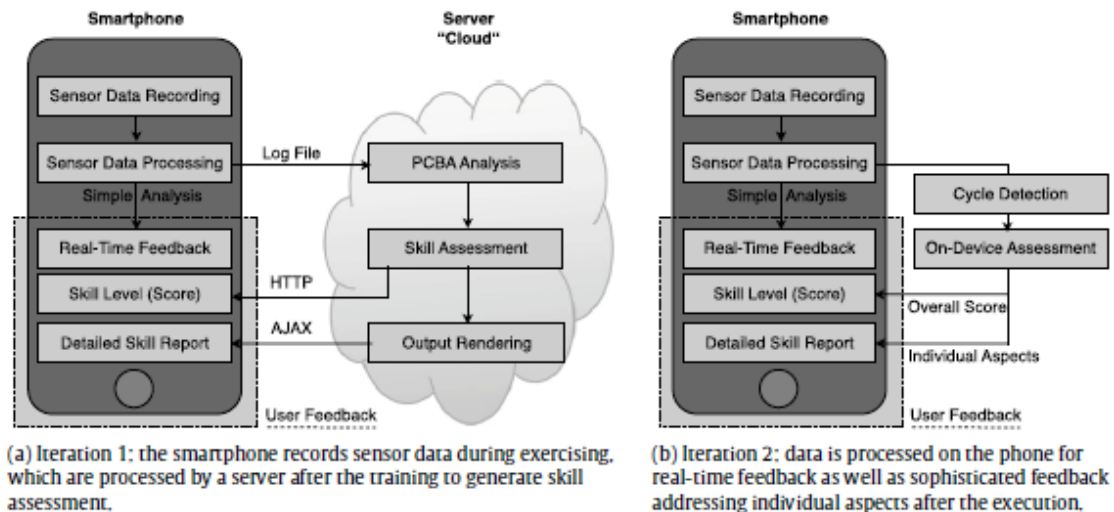 Smartphone
Server
"Cloud"
Sensor Data Recording
Sensor Data Processing
Log File
PCBA Analysis
Simple Analysis
Real-Time Feedback
Skill Assessment
HTTP
Skill Level (Score)
AJAX
Detailed Skill Report
Output Rendering
User Feedback
(a) Iteration 1: the smartphone records sensor data during exercising,
which are processed by a server after the training to generate skill
assessment.
Smartphone
Sensor Data Recording
Sensor Data Processing
Simple Analysis
Cycle Detection
Real-Time Feedback
On-Device Assessment
Skill Level (Score)
Overall Score
Detailed Skill Report
Individual Aspects
User Feedback
(b) Iteration 2: data is processed on the phone for
real-time feedback as well as sophisticated feedback
addressing individual aspects after the execution.